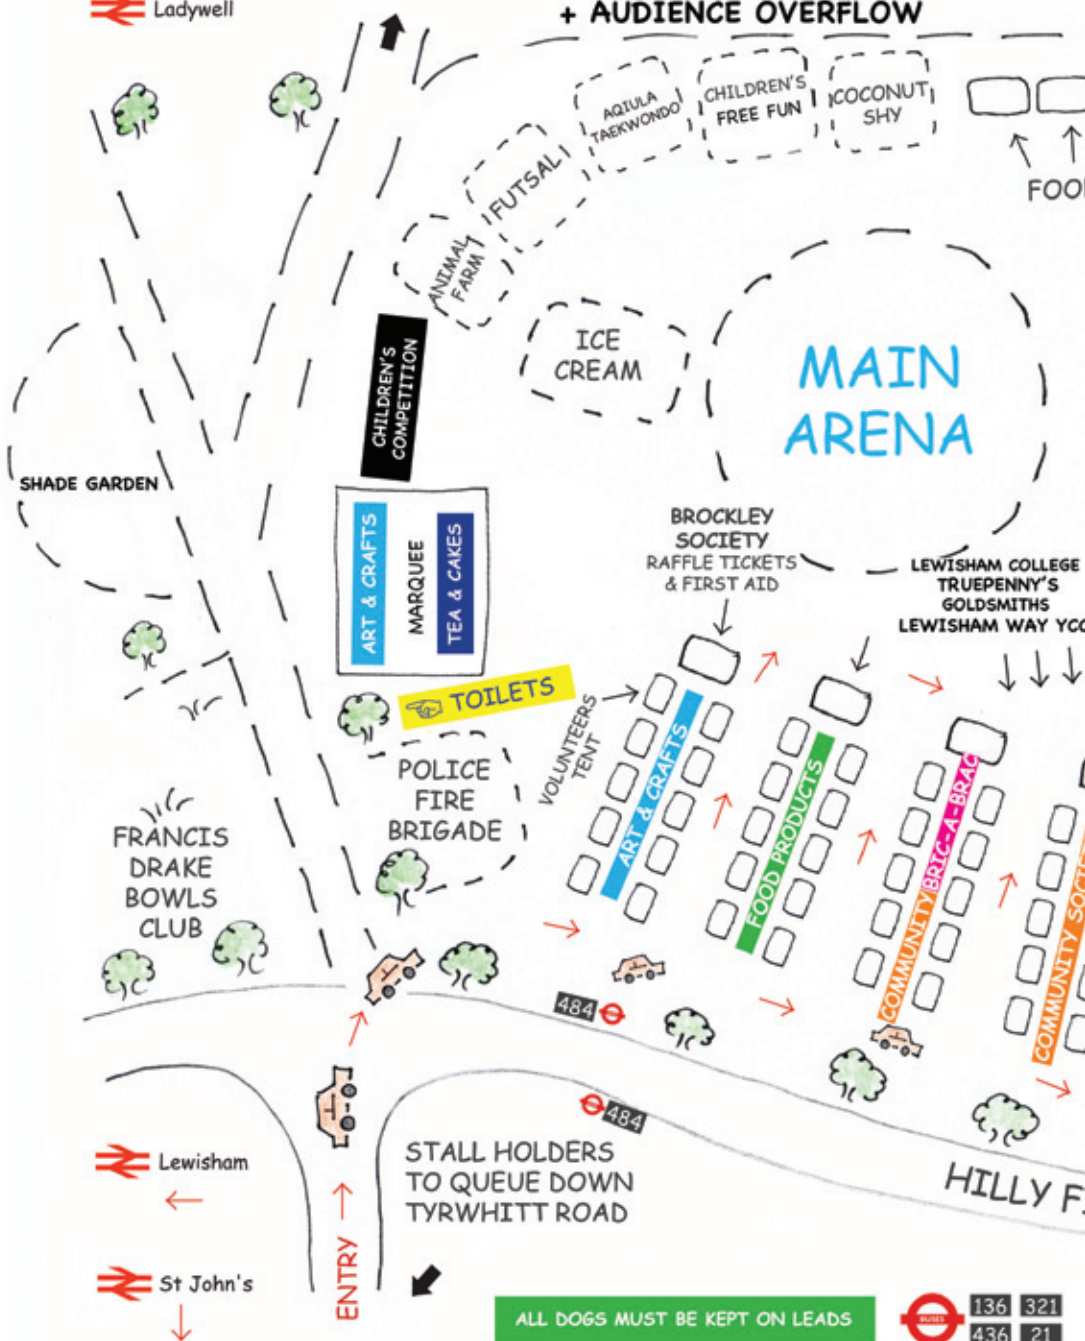 Ladywell
+ AUDIENCE OVERFLOW
AQIULA
TAEKWONDO
CHILDREN'S
FREE FUN
COCONUT
SHY
FUTSAL
ANIMAL
FARM
ICE
CREAM
MAIN
ARENA
CHILDREN'S
COMPETITION
SHADE GARDEN
ART & CRAFTS
MARQUEE
TEA & CAKES
BROCKLEY
SOCIETY
RAFFLE TICKETS
& FIRST AID
LEWISHAM COLLEGE
TRUEPENNY'S
GOLDSMITHS
LEWISHAM WAY
TOILETS
VOLUNTEERS
TENT
POLICE
FIRE
BRIGADE
FRANCIS
DRAKE
BOWLS
CLUB
ART & CRAFTS
FOOD PRODUCTS
BRIC-A-BRAC
COMMUNITY
COMMUNITY
484
484
STALL HOLDERS
TO QUEUE DOWN
TYRWHITT ROAD
HILLY
Lewisham
St John's
ENTRY
ALL DOGS MUST BE KEPT ON LEADS
BUSES
136 321
436 21